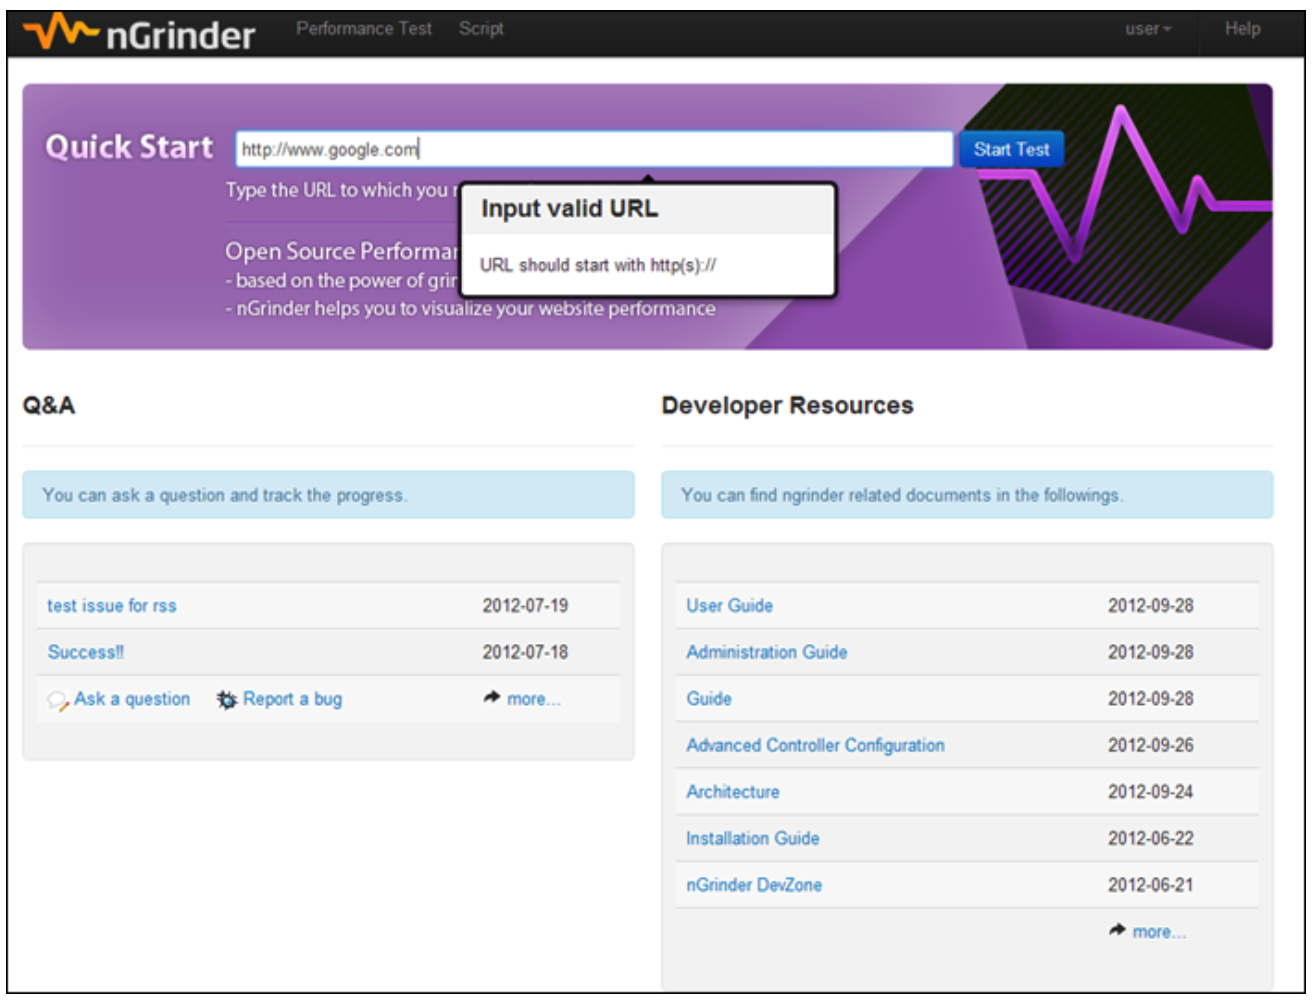 nGrinder Performance Test Script user Help
Quick Start http://www.google.com Start Test
Type the URL to which you
Input valid URL
URL should start with http(s)://
Open Source Performa
- based on the power of grin
- nGrinder helps you to visualize your website performance
Q&A
You can ask a question and track the progress.
test issue for rss 2012-07-19
Success!! 2012-07-18
Ask a question Report a bug more...
Developer Resources
You can find ngrinder related documents in the followings.
User Guide 2012-09-28
Administration Guide 2012-09-28
Guide 2012-09-28
Advanced Controller Configuration 2012-09-26
Architecture 2012-09-24
Installation Guide 2012-06-22
nGrinder DevZone 2012-06-21
more...